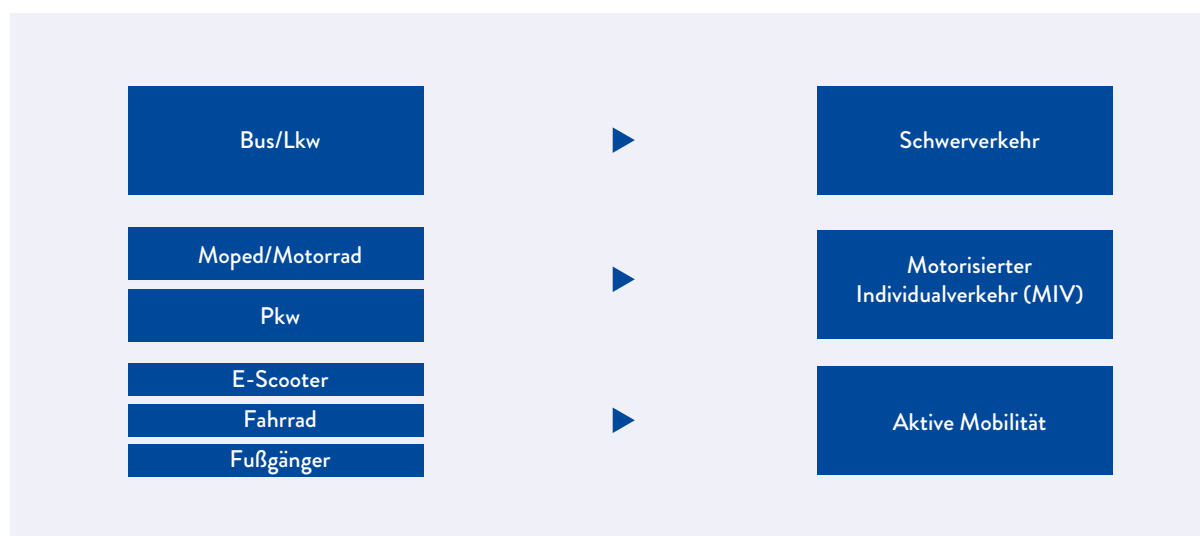 Bus/Lkw
Schwerverkehr
Moped/Motorrad
Pkw
Motorisierter
Individualverkehr (MIV)
E-Scooter
Fahrrad
Fußgänger
Aktive Mobilität